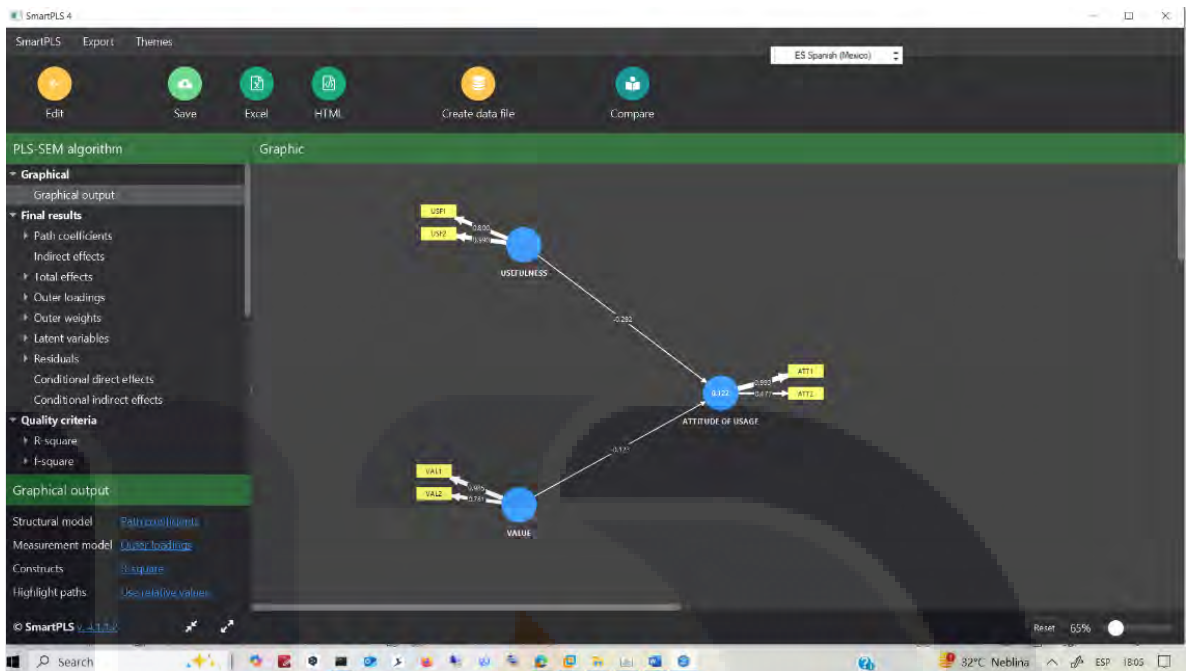 SmartPLS 4
SmartPLS Export Themes
ES Spanish (Mexico)
Edit Save Excel HTML Create data file Compare
PLS-SEM algorithm
Graphic
Graphical
Graphical output
Final results
Path coefficients
Indirect effects
Total effects
Outer loadings
Outer weights
Latent variables
Residuals
Conditional direct effects
Conditional indirect effects
Quality criteria
R-square
f-square
Graphical output
Structural model Path coefficients
Measurement model Outer loadings
Constructs R-square
Highlight paths Use relative values
© SmartPLS
USF1
USF2
USEFULNESS
-0.282
ATT1
0.122
ATT2
ATTITUDE OF USAGE
VAL1
VAL2
VALUE
Reset 65%
Search
32°C Neblina ESP 18:05